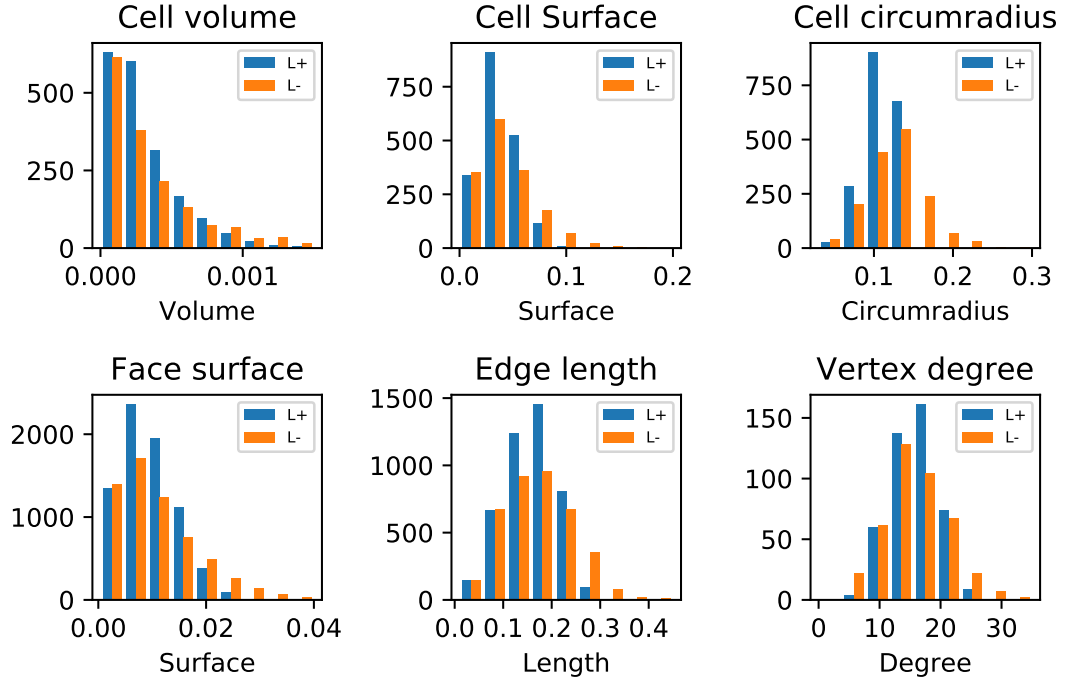 Cell volume
L+
L-
500
250
0
0.000 0.001
Volume
Cell Surface
L+
L-
750
500
250
0
0.0 0.1 0.2
Surface
Cell circumradius
L+
L-
750
500
250
0
0.1 0.2 0.3
Circumradius
Face surface
L+
L-
2000
1000
0
0.00 0.02 0.04
Surface
Edge length
L+
L-
1500
1000
500
0
0.0 0.1 0.2 0.3 0.4
Length
Vertex degree
L+
L-
150
100
50
0
0 10 20 30
Degree